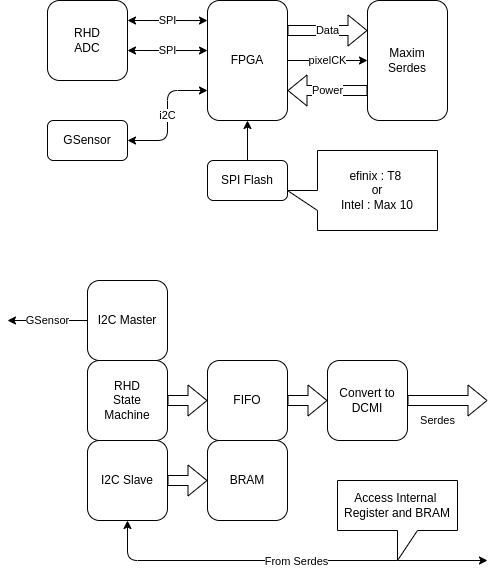 RHD
ADC
SPI
SPI
FPGA
Data
pixelCK
Power
Maxim
Serdes
i2C
GSensor
SPI Flash
efinix : T8
or
Intel : Max 10
GSensor
I2C Master
RHD
State
Machine
FIFO
Convert to
DCMI
Serdes
I2C Slave
BRAM
Access Internal
Register and BRAM
From Serdes